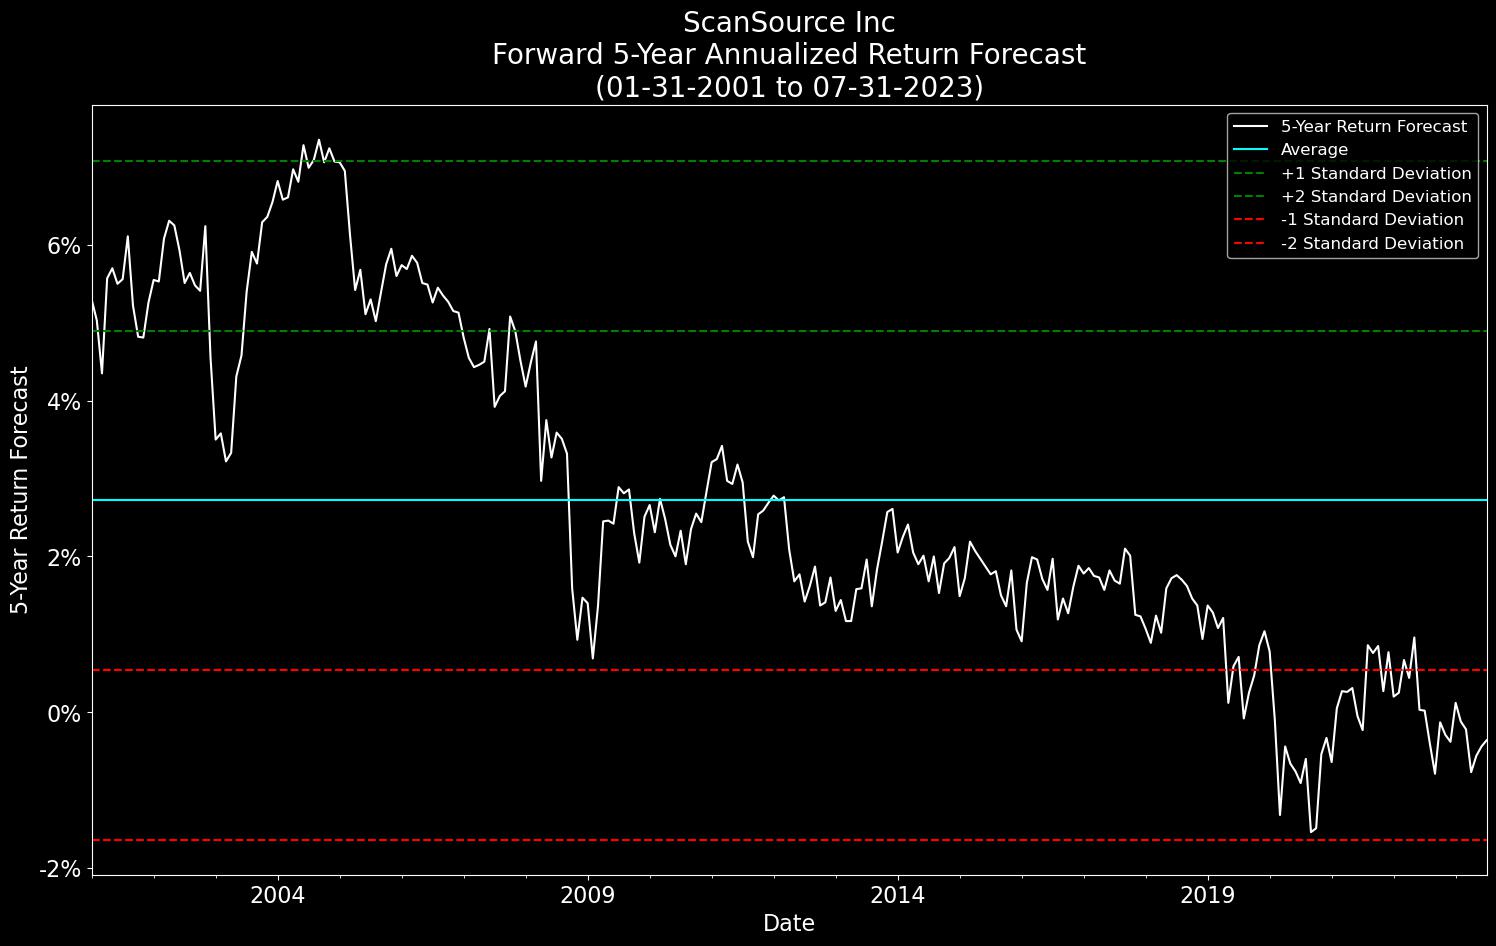 ScanSource Inc
Forward 5-Year Annualized Return Forecast
(01-31-2001 to 07-31-2023)
5-Year Return Forecast
Average
+1 Standard Deviation
+2 Standard Deviation
-1 Standard Deviation
-2 Standard Deviation
6%
4%
2%
0%
-2%
5-Year Return Forecast
2004
2009
2014
2019
Date